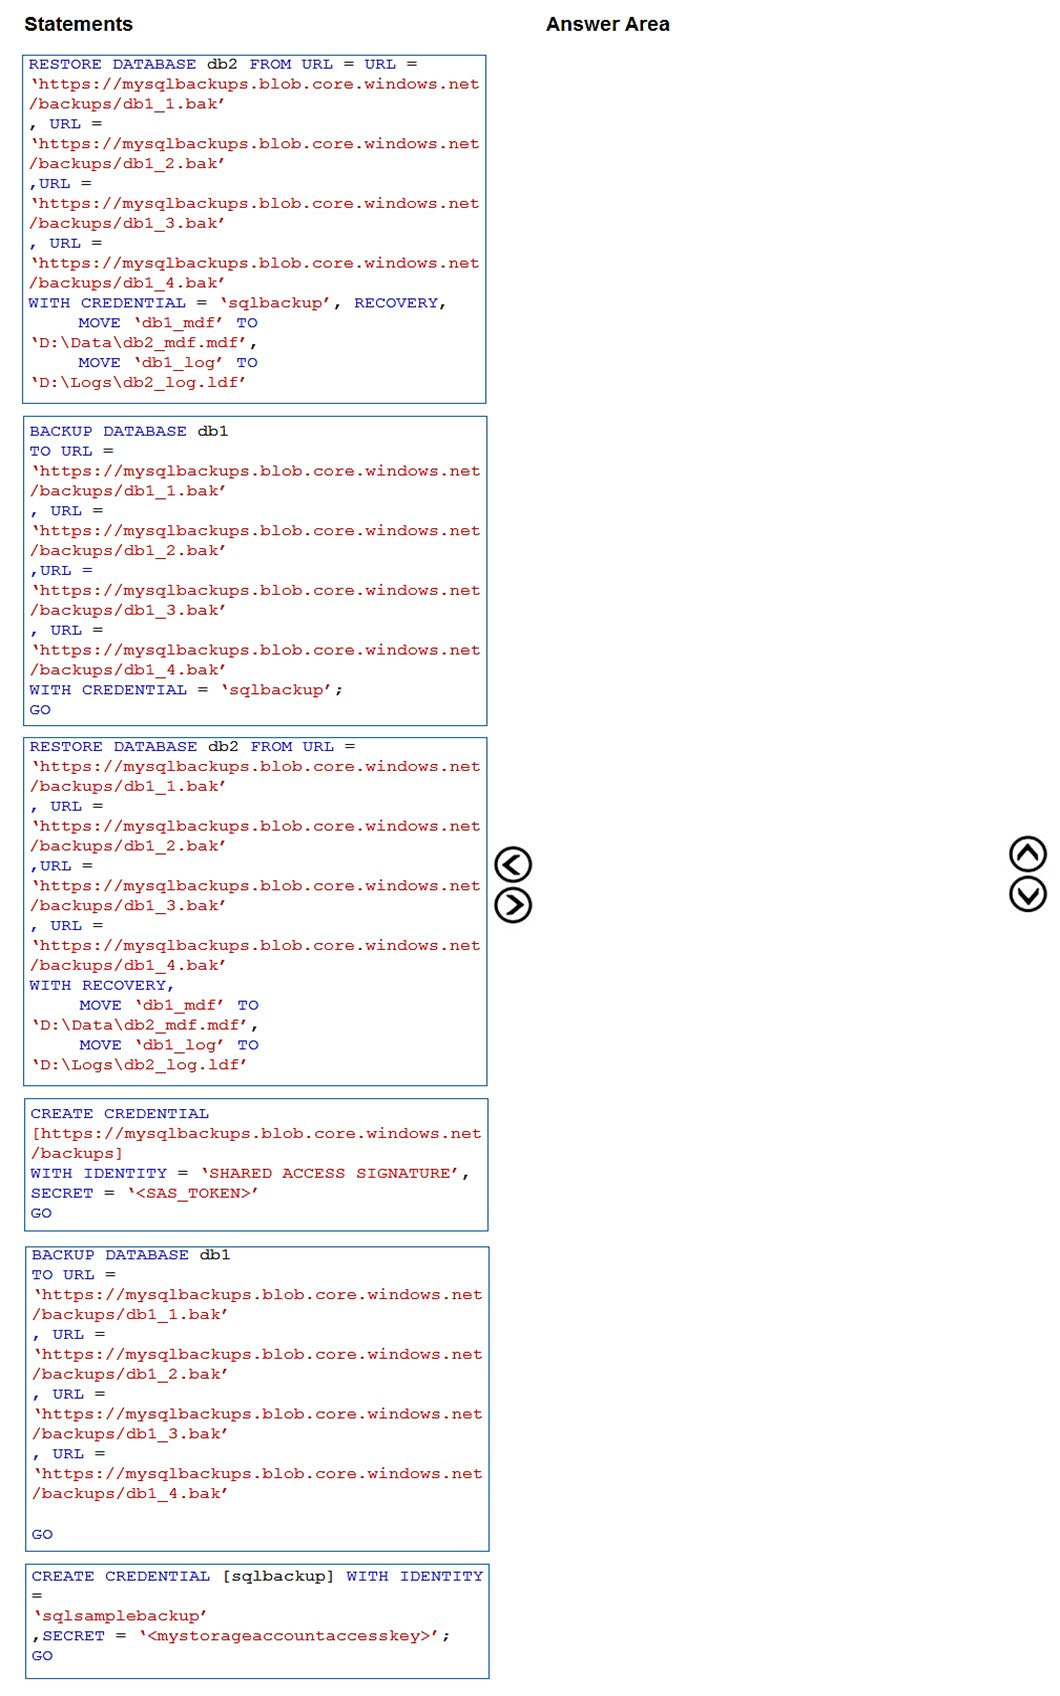 Statements
Answer Area
RESTORE DATABASE db2 FROM URL = URL =
‘https://mysqlbackups.blob.core.windows.net
/backups/db1_1.bak’
, URL =
‘https://mysqlbackups.blob.core.windows.net
/backups/db1_2.bak’
,URL =
‘https://mysqlbackups.blob.core.windows.net
/backups/db1_3.bak’
, URL =
‘https://mysqlbackups.blob.core.windows.net
/backups/db1_4.bak’
WITH CREDENTIAL = ‘sqlbackup’, RECOVERY,
MOVE ‘db1_mdf’ TO
‘D:\Data\db2_mdf.mdf’,
MOVE ‘db1_log’ TO
‘D:\Logs\db2_log.ldf’
BACKUP DATABASE db1
TO URL =
‘https://mysqlbackups.blob.core.windows.net
/backups/db1_1.bak’
, URL =
‘https://mysqlbackups.blob.core.windows.net
/backups/db1_2.bak’
,URL =
‘https://mysqlbackups.blob.core.windows.net
/backups/db1_3.bak’
, URL =
‘https://mysqlbackups.blob.core.windows.net
/backups/db1_4.bak’
WITH CREDENTIAL = ‘sqlbackup’;
GO
RESTORE DATABASE db2 FROM URL =
‘https://mysqlbackups.blob.core.windows.net
/backups/db1_1.bak’
, URL =
‘https://mysqlbackups.blob.core.windows.net
/backups/db1_2.bak’
,URL =
‘https://mysqlbackups.blob.core.windows.net
/backups/db1_3.bak’
, URL =
‘https://mysqlbackups.blob.core.windows.net
/backups/db1_4.bak’
WITH RECOVERY,
MOVE ‘db1_mdf’ TO
‘D:\Data\db2_mdf.mdf’,
MOVE ‘db1_log’ TO
‘D:\Logs\db2_log.ldf’
CREATE CREDENTIAL
[https://mysqlbackups.blob.core.windows.net
/backups]
WITH IDENTITY = ‘SHARED ACCESS SIGNATURE’,
SECRET = ‘<SAS_TOKEN>’
GO
BACKUP DATABASE db1
TO URL =
‘https://mysqlbackups.blob.core.windows.net
/backups/db1_1.bak’
, URL =
‘https://mysqlbackups.blob.core.windows.net
/backups/db1_2.bak’
, URL =
‘https://mysqlbackups.blob.core.windows.net
/backups/db1_3.bak’
, URL =
‘https://mysqlbackups.blob.core.windows.net
/backups/db1_4.bak’
GO
CREATE CREDENTIAL [sqlbackup] WITH IDENTITY
=
‘sqlsamplebackup’
,SECRET = ‘<mystorageaccountaccesskey>’;
GO